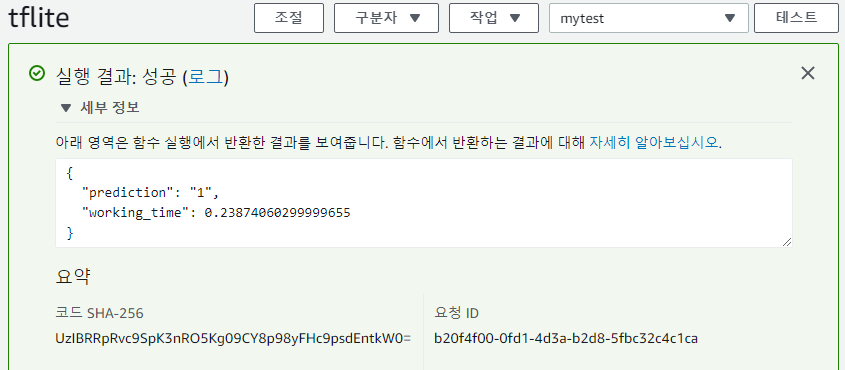 tflite
조절
구분자
작업
mytest
테스트
실행 결과: 성공 (로그)
세부 정보
아래 영역은 함수 실행에서 반환한 결과를 보여줍니다. 함수에서 반환하는 결과에 대해 자세히 알아보십시오.
{
"prediction": "1",
"working_time": 0.23874060299999655
}
요약
코드 SHA-256
요청 ID
UzIBRRpRvc9SpK3nRO5Kg09CY8p98yFHc9psdEntkW0=
b20f4f00-0fd1-4d3a-b2d8-5fbc32c4c1ca